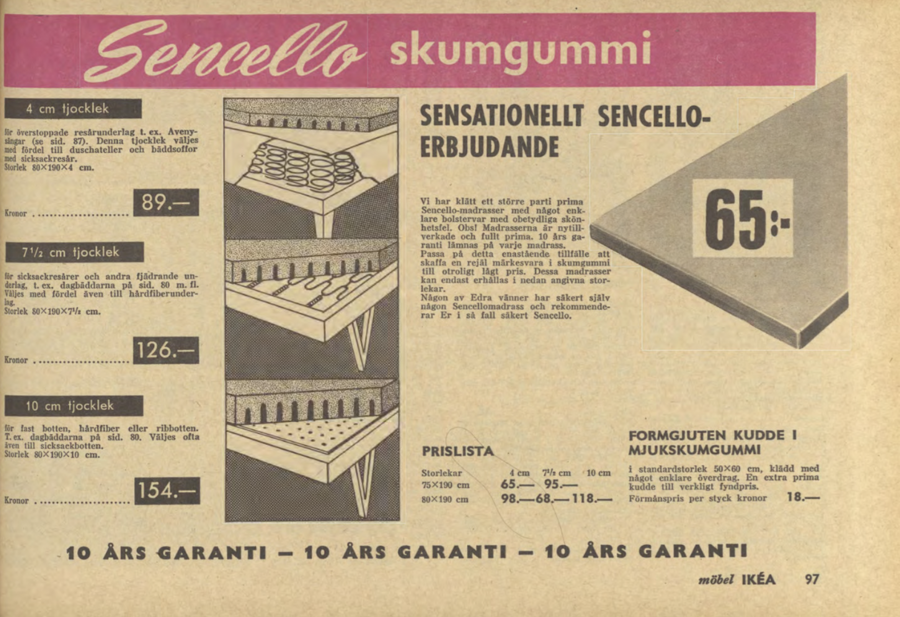 Sencello skumgummi
4 cm tjocklek
för överstoppade resårunderlag t. ex. Aveny-
sängar (se sid. 87). Denna tjocklek väljes
med fördel till duschateller och bäddsoffor
med sicksackresår.
Storlek 80×190×4 cm.
Kronor . . . . . . . . . . . . . . . . . . . . . . 89.—
7½ cm tjocklek
för sicksackresårer och andra fjädrande un-
derlag, t. ex. dagbäddarna på sid. 80 m. fl.
Väljes med fördel även till hårdfiberunder-
lag.
Storlek 80×190×7½ cm.
Kronor . . . . . . . . . . . . . . . . . . . . . . 126.—
10 cm tjocklek
för fast botten, hårdfiber eller ribbotten.
T. ex. dagbäddarna på sid. 80. Väljes ofta
även till sicksackbotten.
Storlek 80×190×10 cm.
Kronor . . . . . . . . . . . . . . . . . . . . . . 154.—
SENSATIONELLT SENCELLO-
ERBJUDANDE
Vi har klätt ett större parti prima
Sencello-madrasser med något enk-
lare bolstervar med obetydliga skön-
hetsfel. Obs! Madrasserna är nytill-
verkade och fullt prima. 10 års ga-
ranti lämnas på varje madrass.
Passa på detta enastående tillfälle att
skaffa en rejäl märkesvara i skumgummi
till otroligt lågt pris. Dessa madrasser
kan endast erhållas i nedan angivna stor-
lekar.
Någon av Edra vänner har säkert själv
någon Sencellomadrass och rekommende-
rar Er i så fall säkert Sencello.
65:-
PRISLISTA
Storlekar 4 cm 7½ cm 10 cm
75×190 cm 65.— 95.—
80×190 cm 98.— 68.— 118.—
FORMGJUTEN KUDDE I
MJUKSKUMGUMMI
i standardstorlek 50×60 cm, klädd med
något enklare överdrag. En extra prima
kudde till verkligt fyndpris.
Förmånspris per styck kronor 18.—
10 ÅRS GARANTI — 10 ÅRS GARANTI — 10 ÅRS GARANTI
möbel IKÉA 97